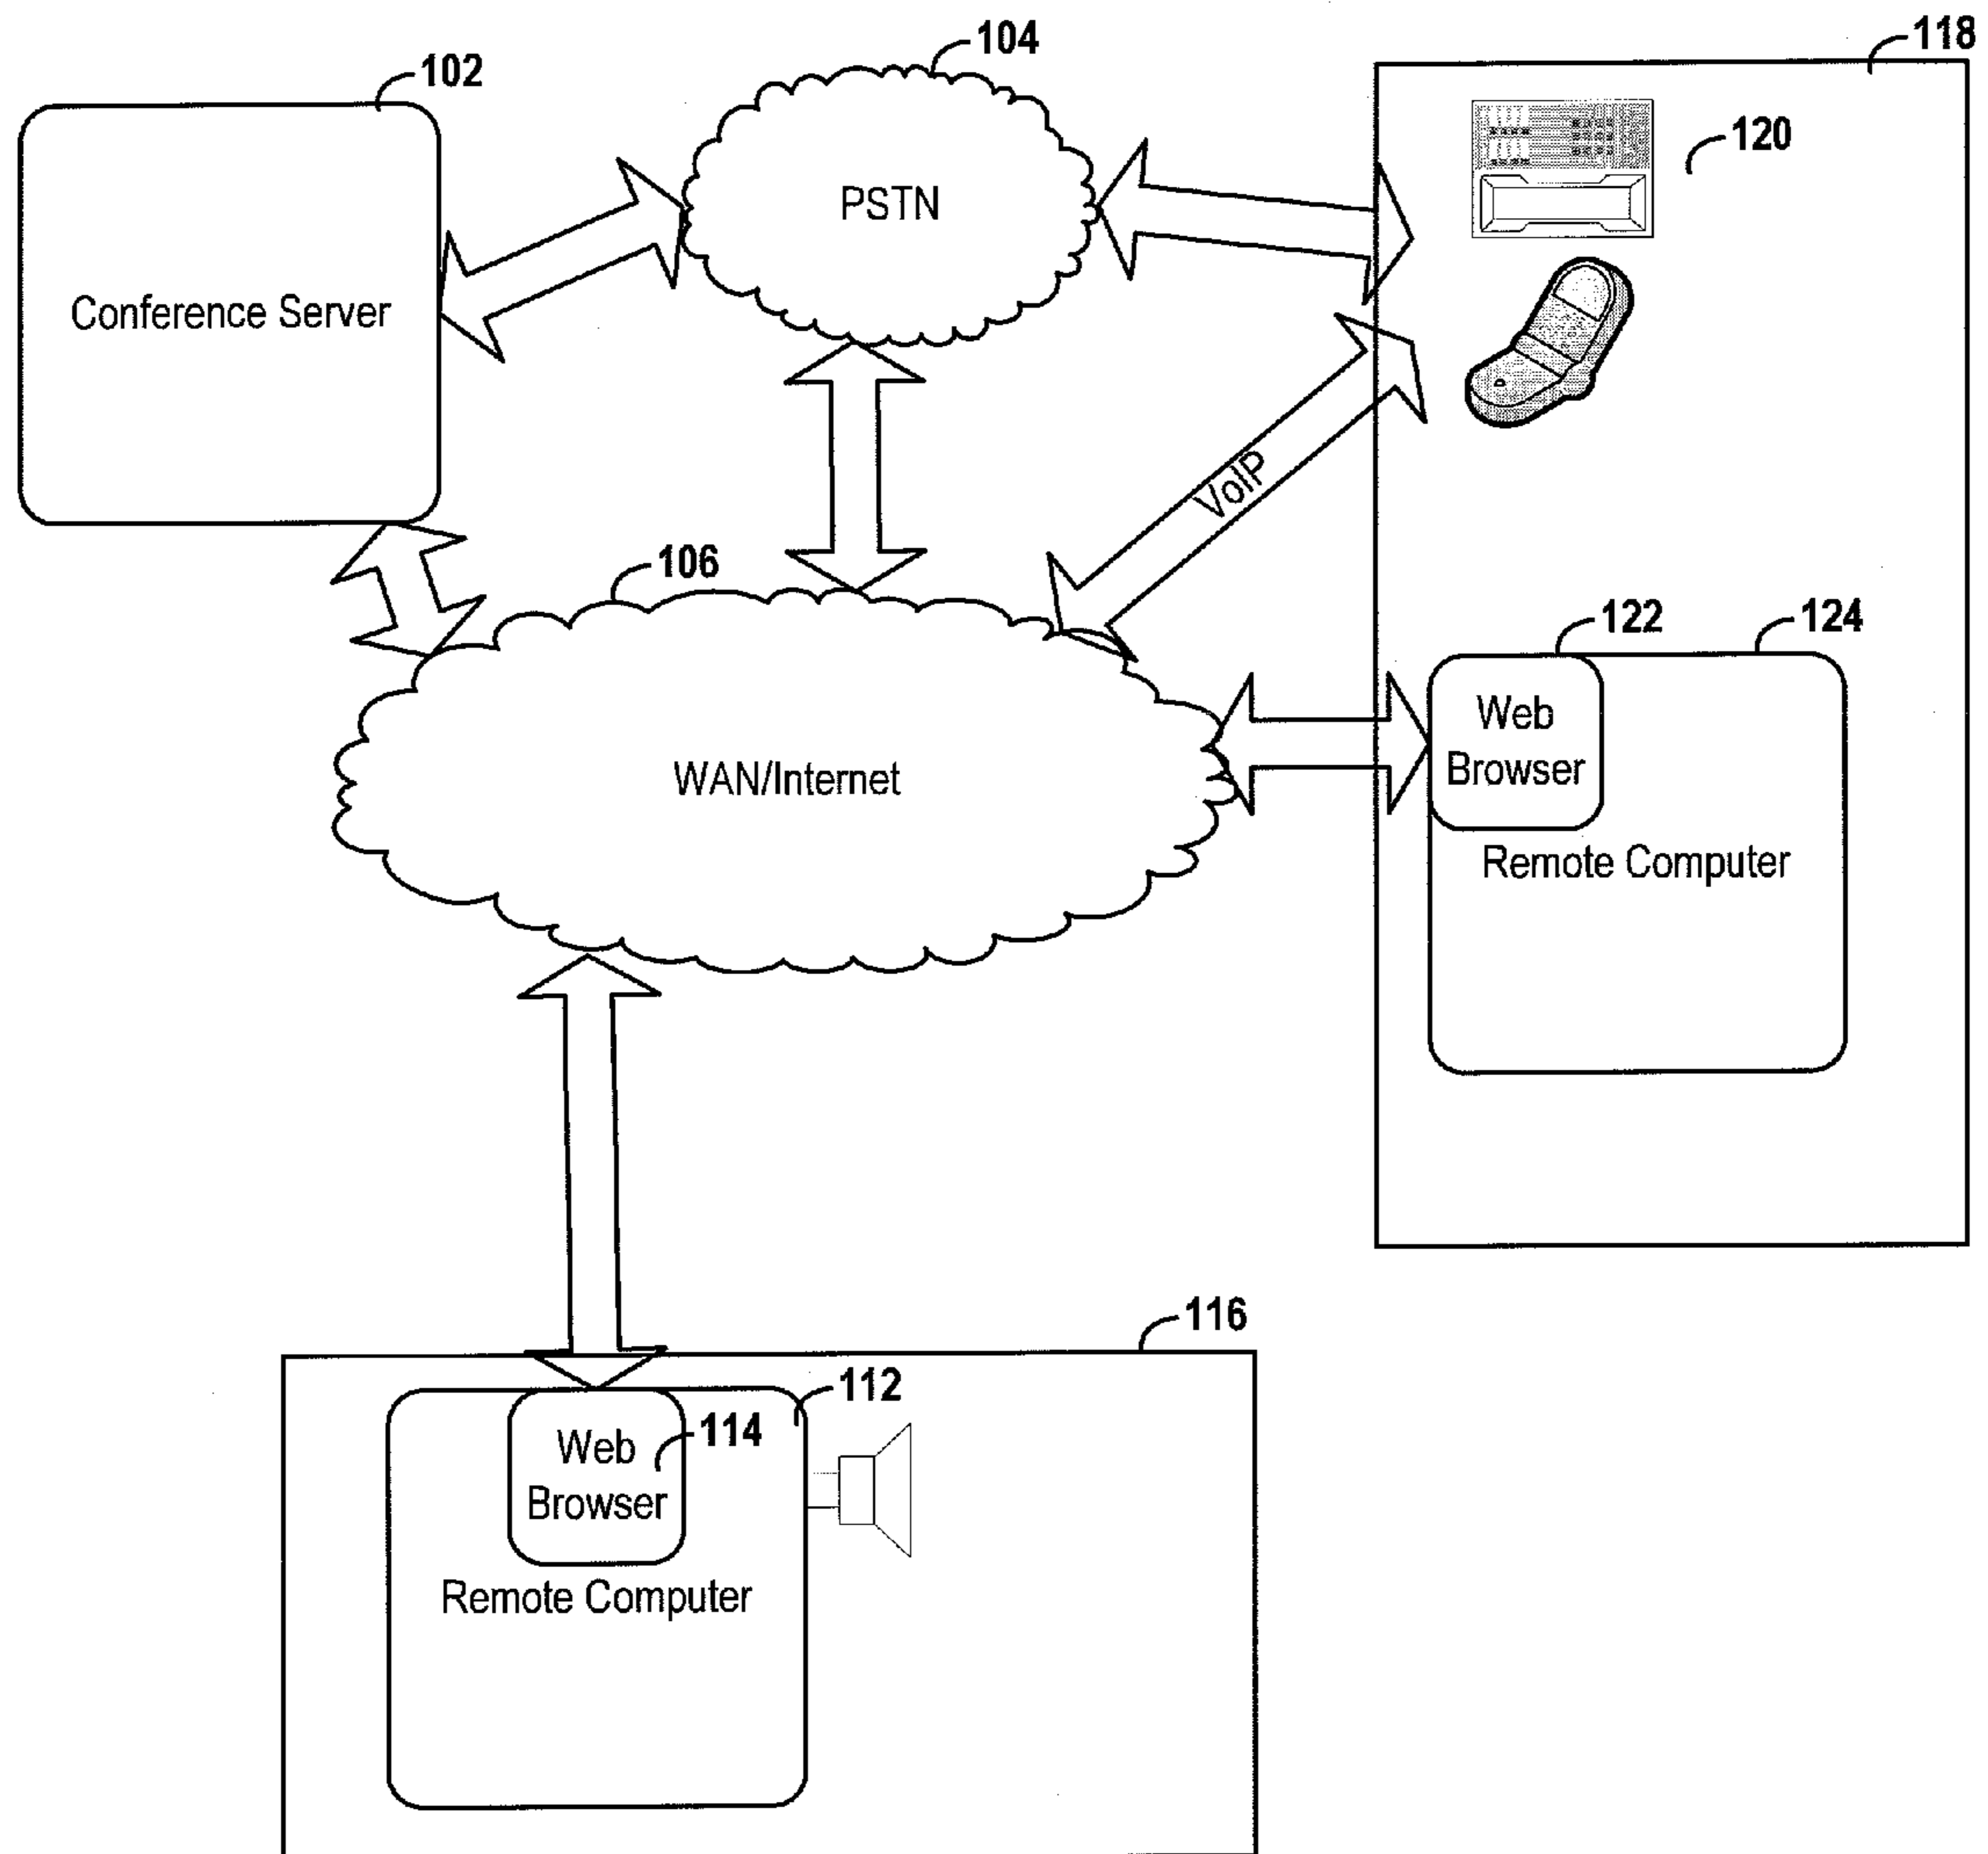 104
118
102
120
PSTN
Conference Server
VoIP
106
122
124
Web
Browser
WAN/Internet
Remote Computer
116
112
114
Web
Browser
Remote Computer